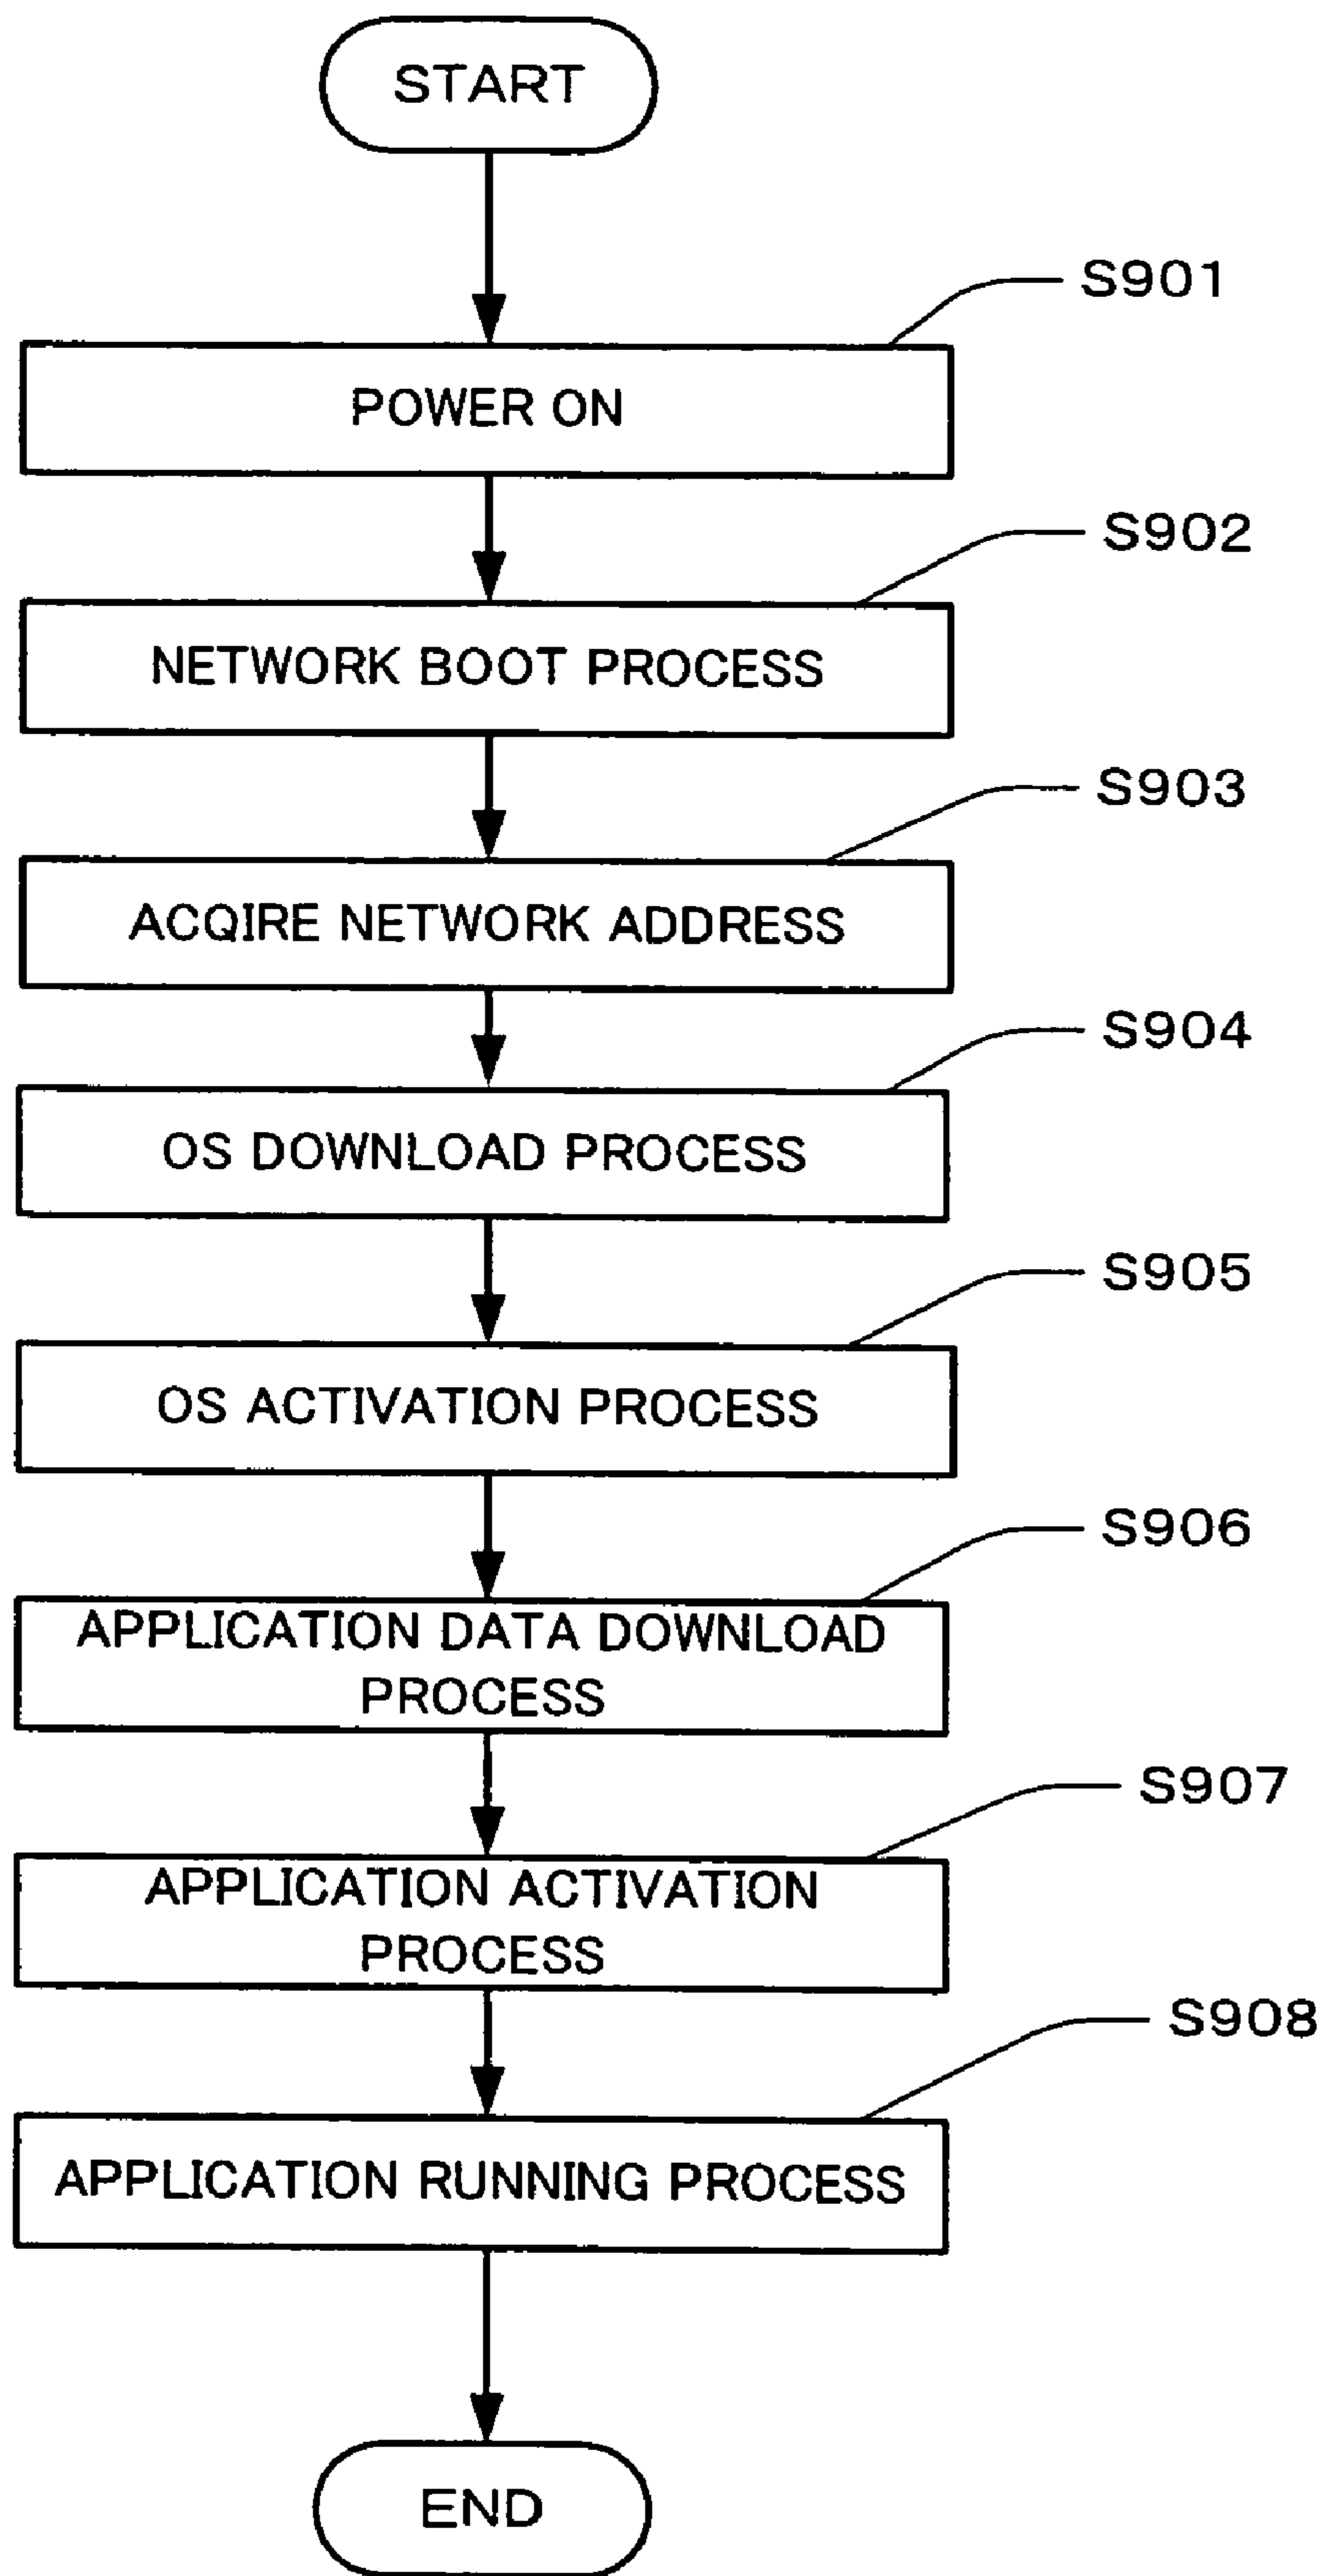 START
S901
POWER ON
S902
NETWORK BOOT PROCESS
S903
ACQIRE NETWORK ADDRESS
S904
OS DOWNLOAD PROCESS
S905
OS ACTIVATION PROCESS
S906
APPLICATION DATA DOWNLOAD
PROCESS
S907
APPLICATION ACTIVATION
PROCESS
S908
APPLICATION RUNNING PROCESS
END